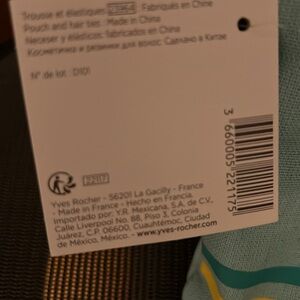 Trousse et élastiques 23964 Fabriqués en Chine
Pouch and hair ties : Made in China
Neceser y elásticos: fabricados en China
Косметичка и резинки для волос: Сделано в Китае
N° de lot : D101
22117
Yves Rocher - 56201 La Gacilly - France
- Made in France - Hecho en Francia.
Importado por: Y.R. Mexicana, S.A. de C.V.,
Calle Liverpool No. 88, Piso 3, Colonia
Juárez, C.P. 06600, Cuauhtémoc, Ciudad
de México, México - www.yves-rocher.com
3 660005 221175